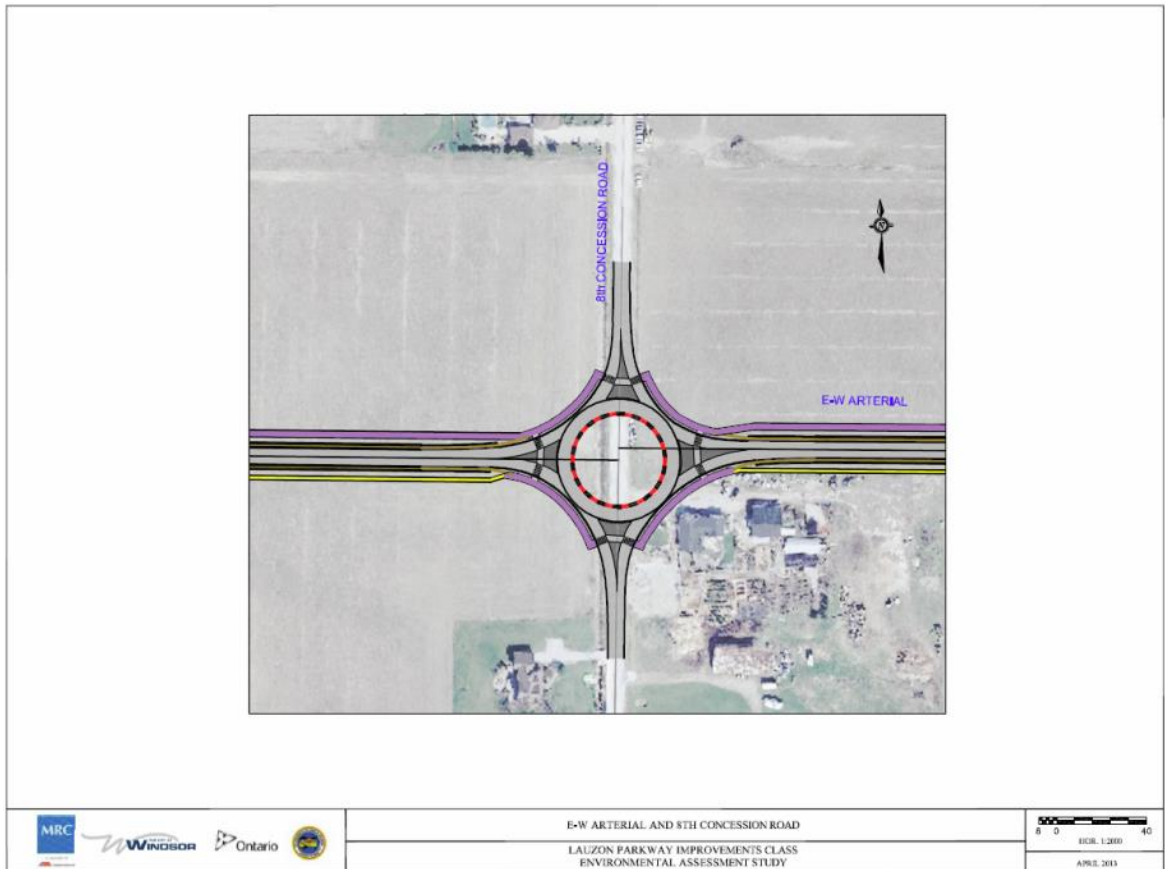 8th CONCESSION ROAD
E-W ARTERIAL
MRC
WINDSOR
Ontario
E-W ARTERIAL AND 8TH CONCESSION ROAD
LAUZON PARKWAY IMPROVEMENTS CLASS
ENVIRONMENTAL ASSESSMENT STUDY
8 0 40
HOR. 1:2000
APRIL 2013